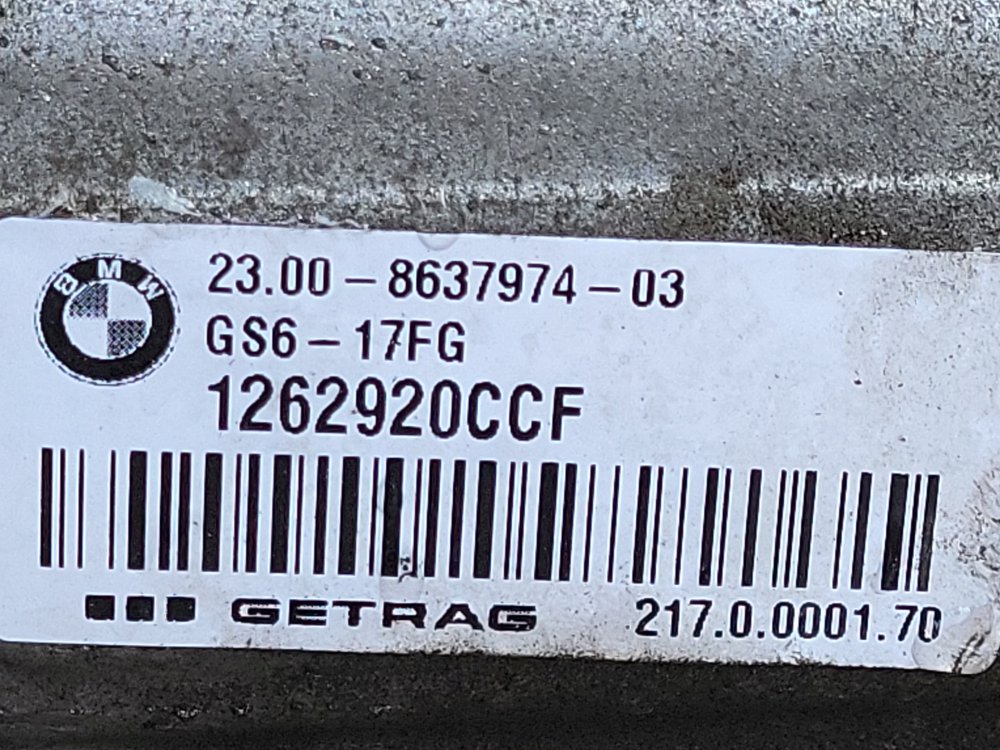 BMW
23.00 – 8637974 – 03
GS6 – 17FG
1262920CCF
GETRAG
217.0.0001.70